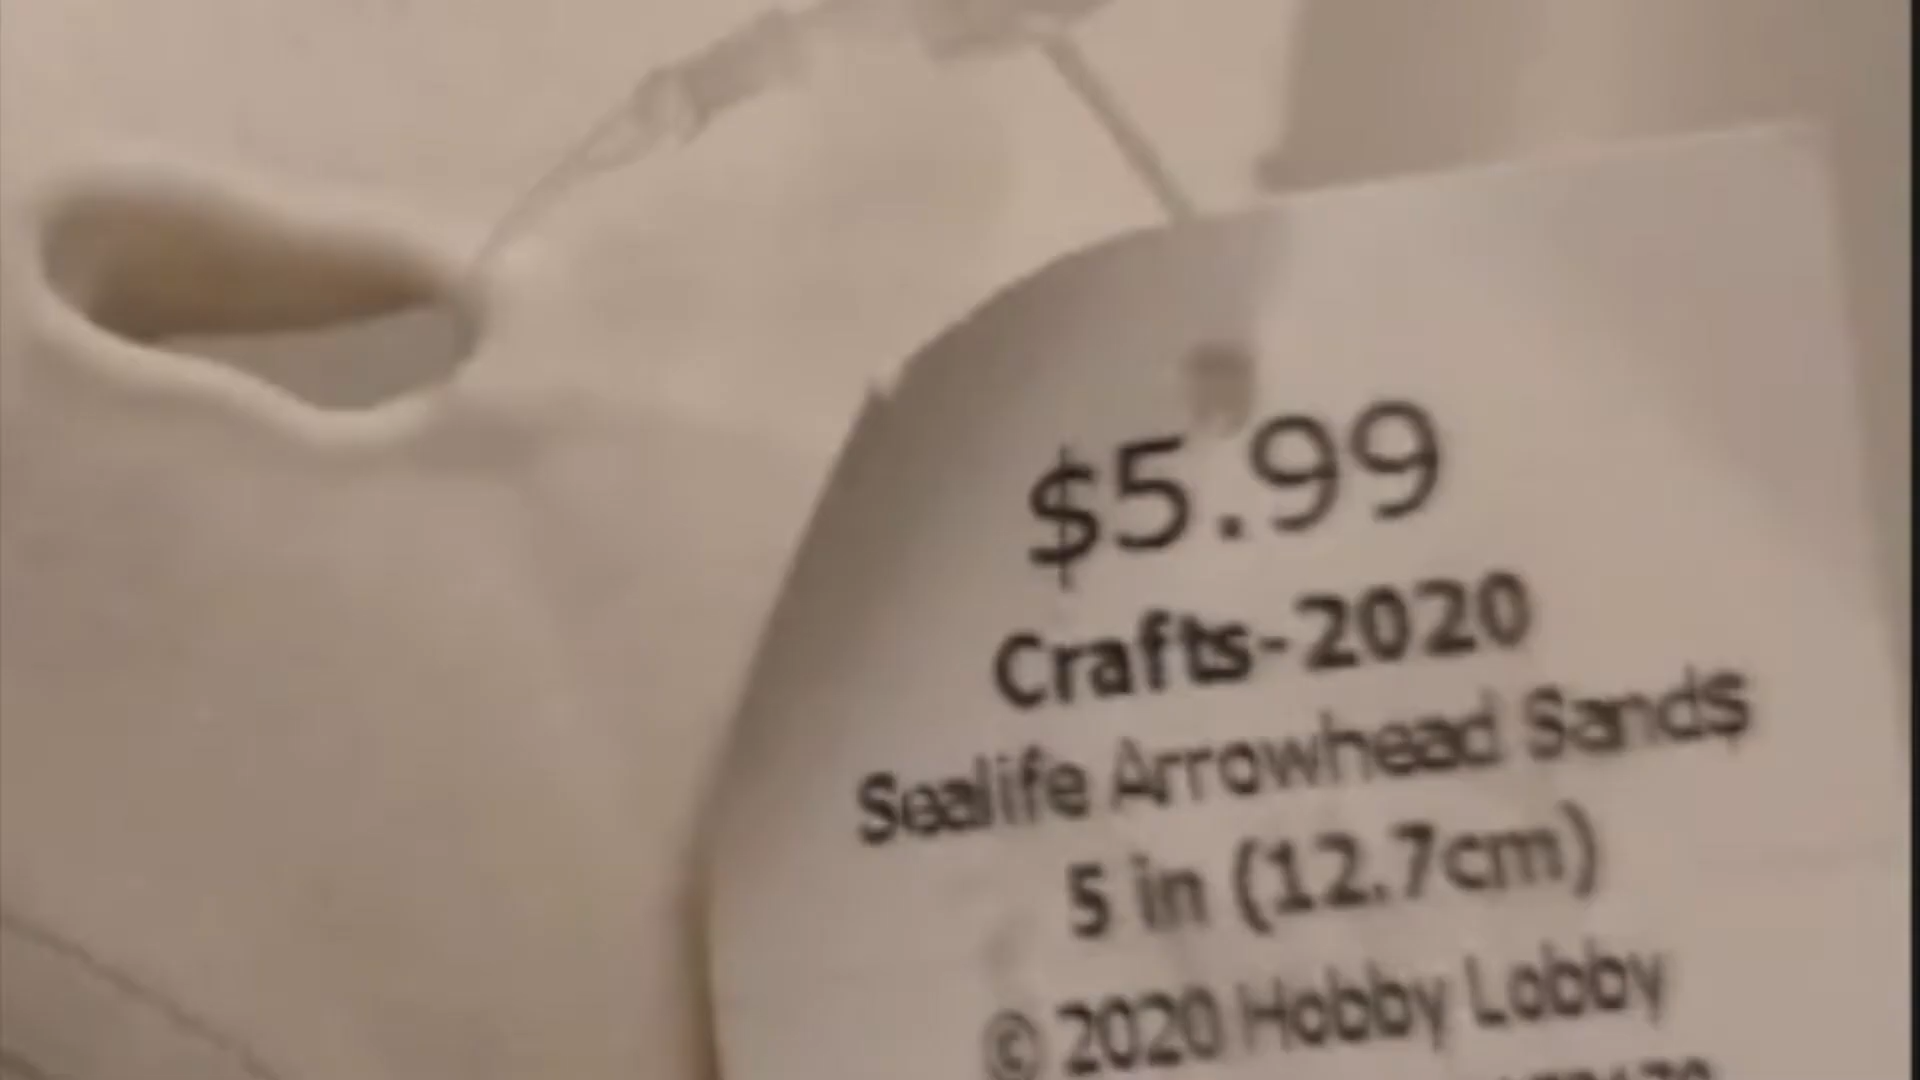 $5.99
Crafts-2020
Sealife Arrowhead Sands
5 in (12.7cm)
© 2020 Hobby Lobby